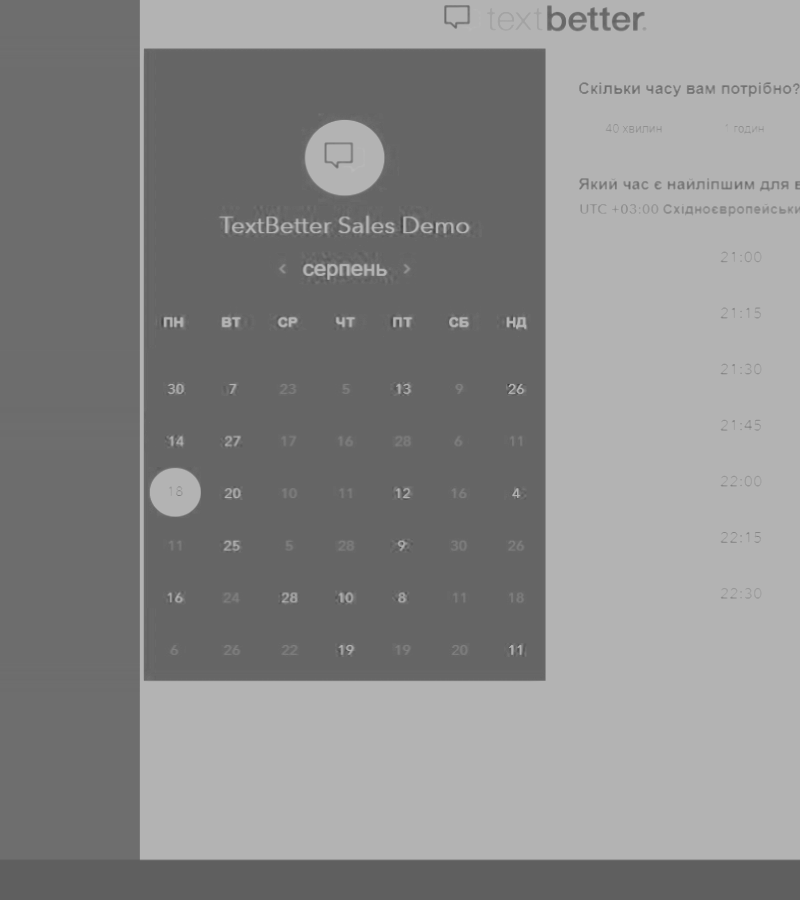 textbetter.
TextBetter Sales Demo
‹ серпень ›
ПН ВТ СР ЧТ ПТ СБ НД
30 7 23 5 13 9 26
14 27 17 16 28 6 11
18 20 10 11 12 16 4
11 25 5 28 9 30 26
16 24 28 10 8 11 18
6 26 22 19 19 20 11
Скільки часу вам потрібно?
40 хвилин 1 годин
Який час є найліпшим для
UTC +03:00 Східноєвропейськи
21:00
21:15
21:30
21:45
22:00
22:15
22:30